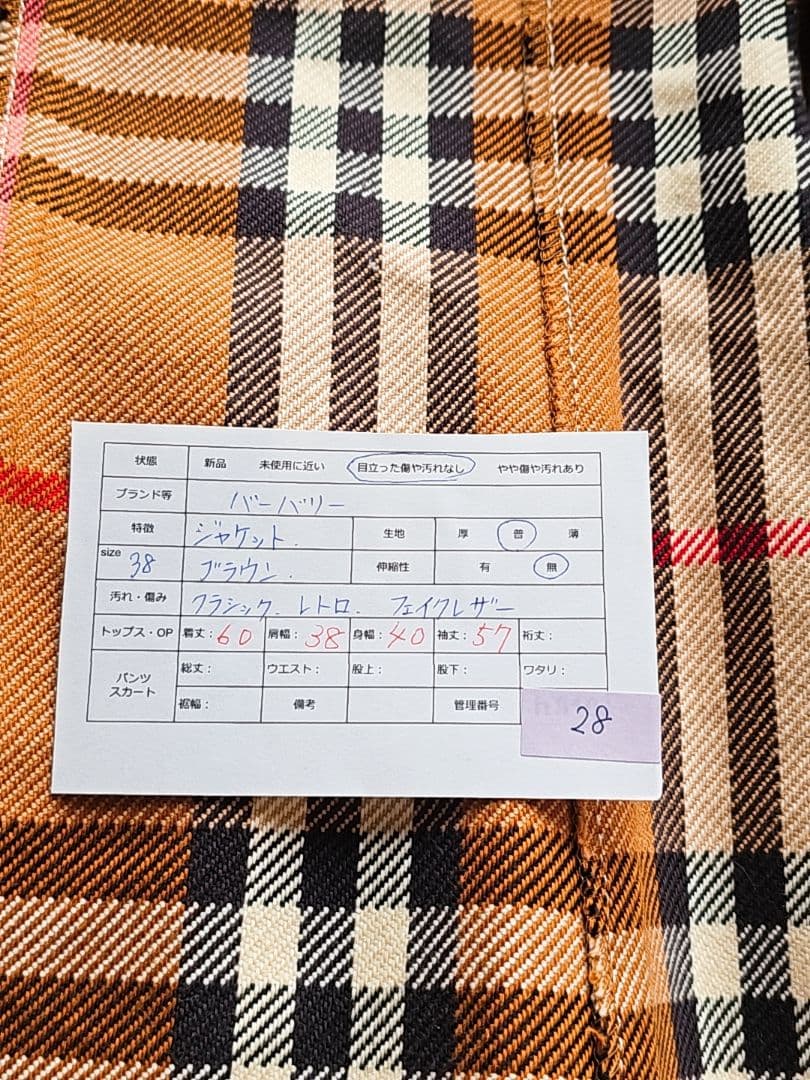 状態 新品 未使用に近い 目立った傷や汚れなし やや傷や汚れあり
ブランド等 バーバリー
特徴 ジャケット. 生地 厚 普 薄
size 38 ブラウン. 伸縮性 有 無
汚れ・傷み クラシック. レトロ. フェイクレザー
トップス・OP 着丈:60 肩幅:38 身幅:40 袖丈:57 裄丈:
パンツ スカート 総丈: ウエスト: 股上: 股下: ワタリ:
裾幅: 備考 管理番号 28